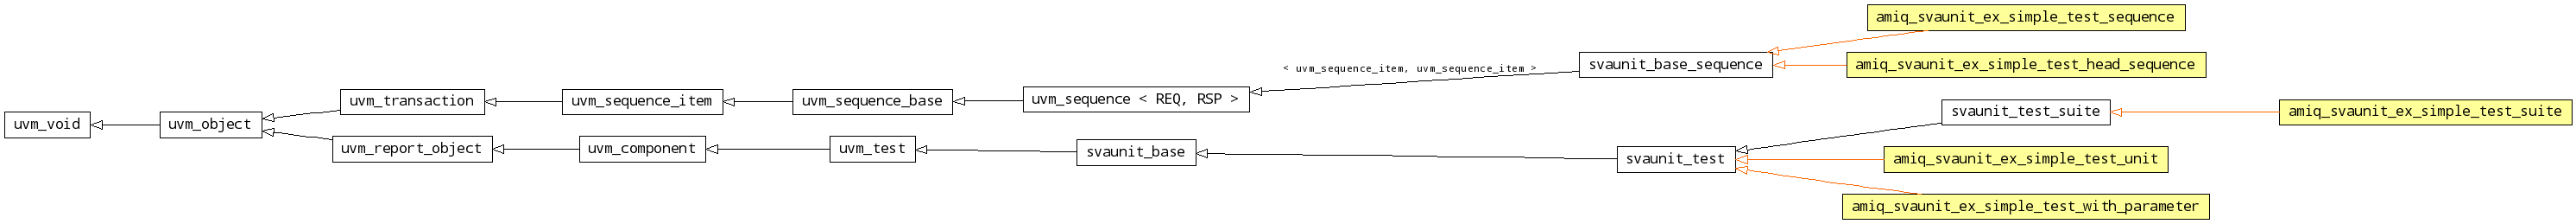 amiq_svaunit_ex_simple_test_sequence
svaunit_base_sequence
amiq_svaunit_ex_simple_test_head_sequence
< uvm_sequence_item, uvm_sequence_item >
uvm_transaction
uvm_sequence_item
uvm_sequence_base
uvm_sequence < REQ, RSP >
svaunit_test_suite
amiq_svaunit_ex_simple_test_suite
uvm_void
uvm_object
uvm_report_object
uvm_component
uvm_test
svaunit_base
svaunit_test
amiq_svaunit_ex_simple_test_unit
amiq_svaunit_ex_simple_test_with_parameter